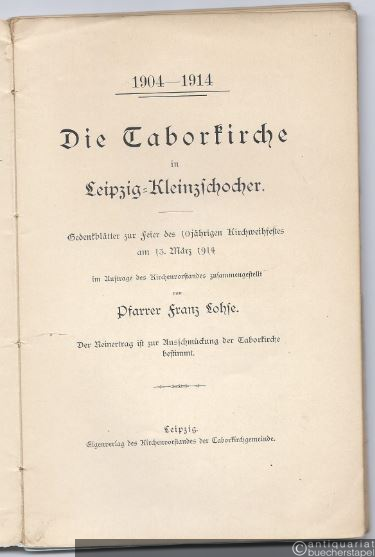 1904—1914
Die Taborkirche
in
Leipzig-Kleinzschocher.
Gedenkblätter zur Feier des 10jährigen Kirchweihfestes
am 13. März 1914
im Auftrage des Kirchenvorstandes zusammengestellt
von
Pfarrer Franz Lohse.
Der Reinertrag ist zur Ausschmückung der Taborkirche
bestimmt.
Leipzig.
Eigenverlag des Kirchenvorstandes der Taborkirchgemeinde.
©antiquariat
buecherstapet